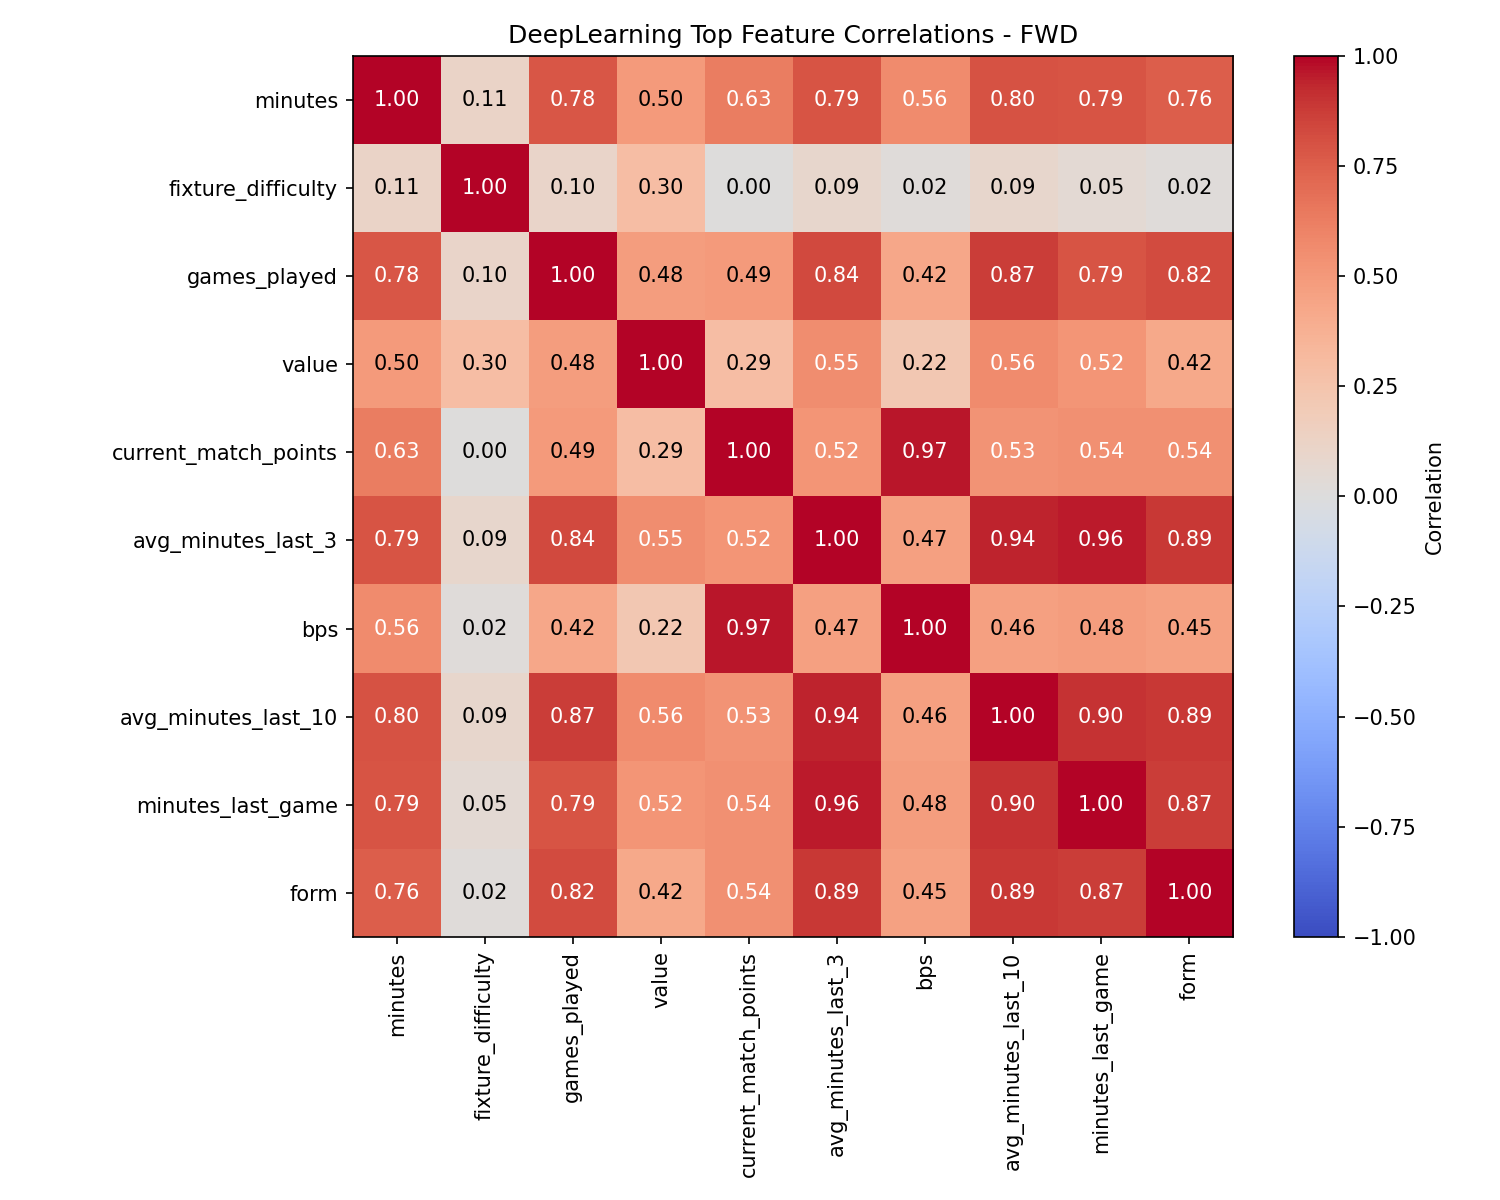 DeepLearning Top Feature Correlations - FWD
minutes 1.00 0.11 0.78 0.50 0.63 0.79 0.56 0.80 0.79 0.76
fixture_difficulty 0.11 1.00 0.10 0.30 0.00 0.09 0.02 0.09 0.05 0.02
games_played 0.78 0.10 1.00 0.48 0.49 0.84 0.42 0.87 0.79 0.82
value 0.50 0.30 0.48 1.00 0.29 0.55 0.22 0.56 0.52 0.42
current_match_points 0.63 0.00 0.49 0.29 1.00 0.52 0.97 0.53 0.54 0.54
avg_minutes_last_3 0.79 0.09 0.84 0.55 0.52 1.00 0.47 0.94 0.96 0.89
bps 0.56 0.02 0.42 0.22 0.97 0.47 1.00 0.46 0.48 0.45
avg_minutes_last_10 0.80 0.09 0.87 0.56 0.53 0.94 0.46 1.00 0.90 0.89
minutes_last_game 0.79 0.05 0.79 0.52 0.54 0.96 0.48 0.90 1.00 0.87
form 0.76 0.02 0.82 0.42 0.54 0.89 0.45 0.89 0.87 1.00
minutes
fixture_difficulty
games_played
value
current_match_points
avg_minutes_last_3
bps
avg_minutes_last_10
minutes_last_game
form
1.00
0.75
0.50
0.25
0.00
−0.25
−0.50
−0.75
−1.00
Correlation